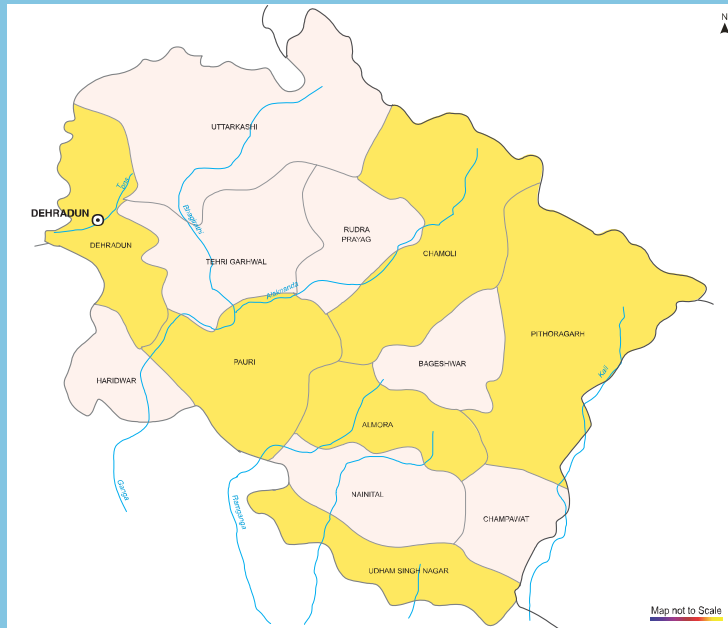 N
UTTARKASHI
Tons
Bhagirathi
DEHRADUN
DEHRADUN
RUDRA
PRAYAG
TEHRI GARHWAL
CHAMOLI
Alaknanda
PITHORAGARH
PAURI
BAGESHWAR
HARIDWAR
Kali
ALMORA
Ganga
Ramganga
NAINITAL
CHAMPAWAT
UDHAM SINGH NAGAR
Map not to Scale